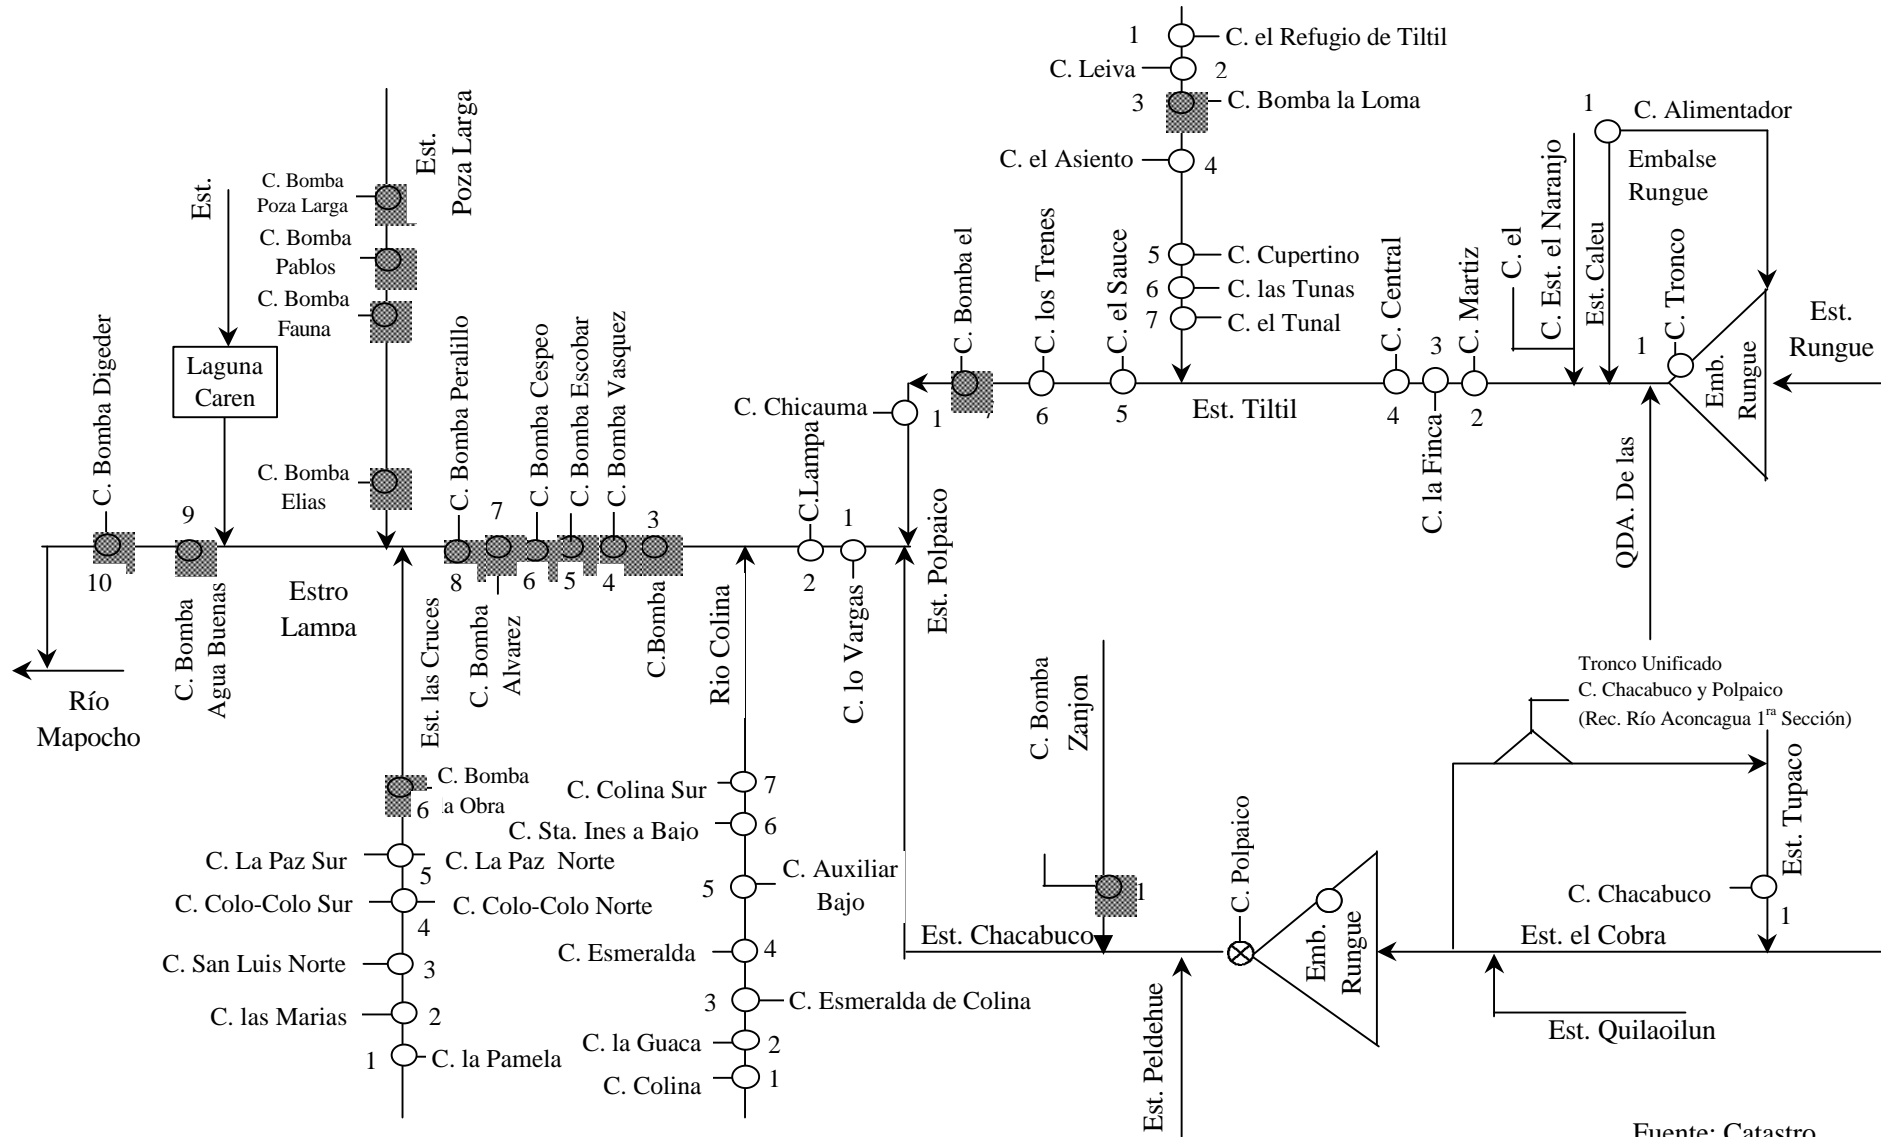 1
C. el Refugio de Tiltil
C. Leiva
2
3
C. Bomba la Loma
C. el Asiento
4
5
C. Cupertino
6
C. las Tunas
7
C. el Tunal
1
C. Alimentador
Embalse
Rungue
C. Est. el Naranjo
C. el
Est. Caleu
C. Tronco
1
Emb.
Rungue
Est.
Rungue
Est.
Poza Larga
C. Bomba
Poza Larga
C. Bomba
Pablos
C. Bomba
Fauna
C. Bomba
Elias
Est.
Laguna
Caren
C. Bomba Digeder
10
9
C. Bomba
Agua Buenas
Estro
Lampa
Río
Mapocho
C. Bomba Peralillo
8
7
C. Bomba
Alvarez
C. Bomba Cespeo
6
C. Bomba Escobar
5
C. Bomba Vasquez
4
3
C.Bomba
C.Lampa
2
1
C. lo Vargas
C. Chicauma
1
Est. Polpaico
C. Bomba el
7
C. los Trenes
6
C. el Sauce
5
Est. Tiltil
C. Central
4
3
C. la Finca
C. Martiz
2
QDA. De las
Est. las Cruces
C. Bomba
la Obra
6
C. La Paz Sur
C. La Paz Norte
5
C. Colo-Colo Sur
C. Colo-Colo Norte
4
C. San Luis Norte
3
C. las Marias
2
1
C. la Pamela
Rio Colina
C. Colina Sur
7
C. Sta. Ines a Bajo
6
5
C. Auxiliar
Bajo
C. Esmeralda
4
3
C. Esmeralda de Colina
C. la Guaca
2
C. Colina
1
C. Bomba
Zanjon
1
Est. Chacabuco
Est. Peldehue
C. Polpaico
Emb.
Rungue
Tronco Unificado
C. Chacabuco y Polpaico
(Rec. Río Aconcagua 1ra Sección)
Est. Tupaco
C. Chacabuco
1
Est. el Cobra
Est. Quilaoilun
Fuente: Catastro